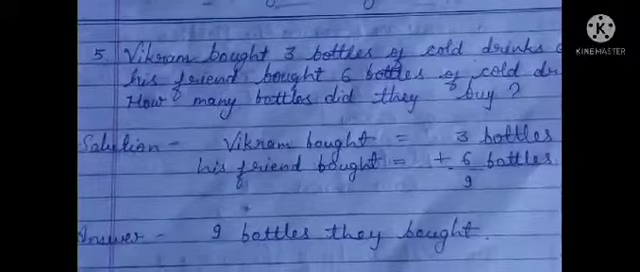 KINEMASTER
5 Vikram bought 3 bottles of cold drinks
his friend bought 6 bottles of cold
How many bottles did they buy ?
Solution - Vikram bought = 3 bottles
his friend bought = + 6 bottles
9
Answer - 9 bottles they bought.